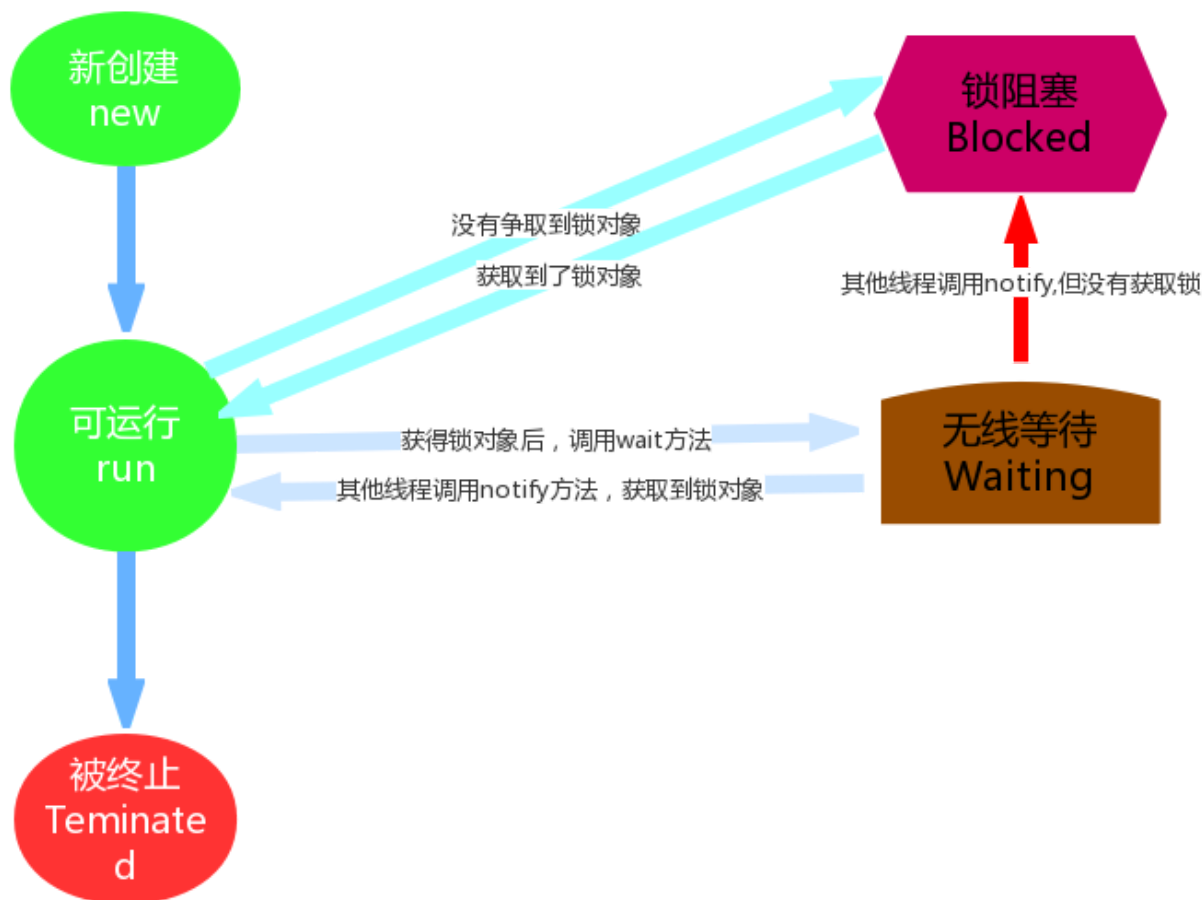 新创建
new
锁阻塞
Blocked
没有争取到锁对象
获取到了锁对象
其他线程调用notify,但没有获取锁
可运行
run
获得锁对象后，调用wait方法
其他线程调用notify方法，获取到锁对象
无线等待
Waiting
被终止
Teminate
d